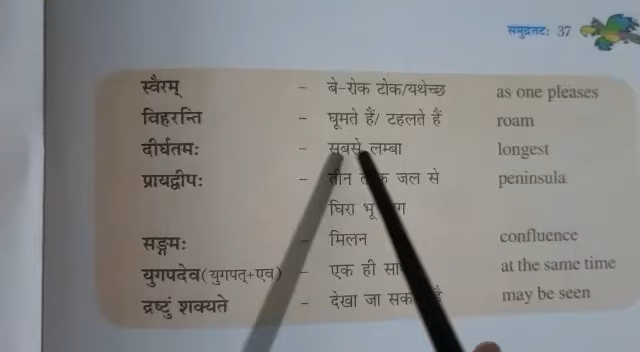 समुद्रतटः 37
स्वैरम् - बे-रोक टोक/यथेच्छ as one pleases
विहरन्ति - घूमते हैं/ टहलते हैं roam
दीर्घतमः - सबसे लम्बा longest
प्रायद्वीपः - तीन जल से peninsula
घिरा
सङ्गमः - मिलन confluence
युगपदेव(युगपत्+एव) - एक ही at the same time
द्रष्टुं शक्यते - देखा जा may be seen